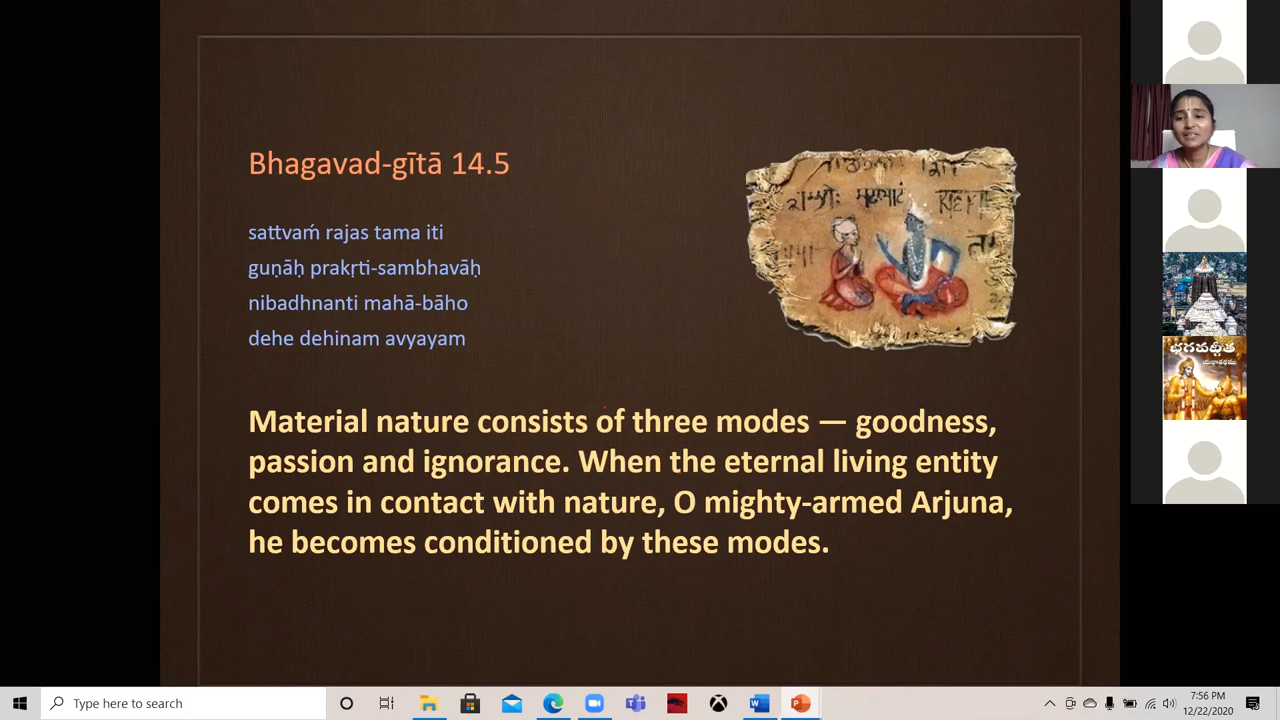 Bhagavad-gītā 14.5
sattvaṁ rajas tama iti
guṇāḥ prakṛti-sambhavāḥ
nibadhnanti mahā-bāho
dehe dehinam avyayam
Material nature consists of three modes — goodness,
passion and ignorance. When the eternal living entity
comes in contact with nature, O mighty-armed Arjuna,
he becomes conditioned by these modes.
భగవద్గీత
Type here to search
7:56 PM
12/22/2020